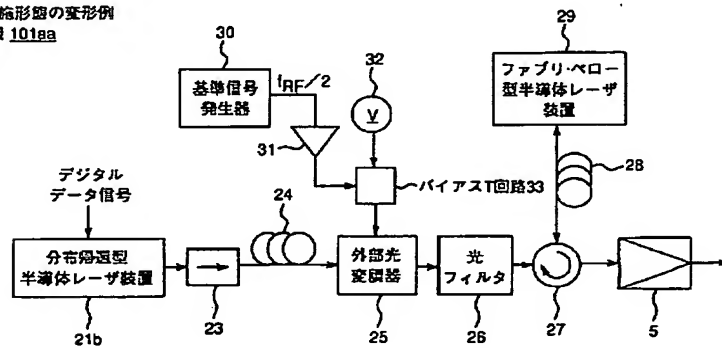 施形態の変形例
101aa
30
基準信号
発生器
fRF/2
31
32
V
バイアスT回路33
29
ファブリ・ペロー
型半導体レーザ
装置
28
デジタル
データ信号
分布帰還型
半導体レーザ装置
21b
23
24
外部光
変調器
25
光
フィルタ
26
27
5